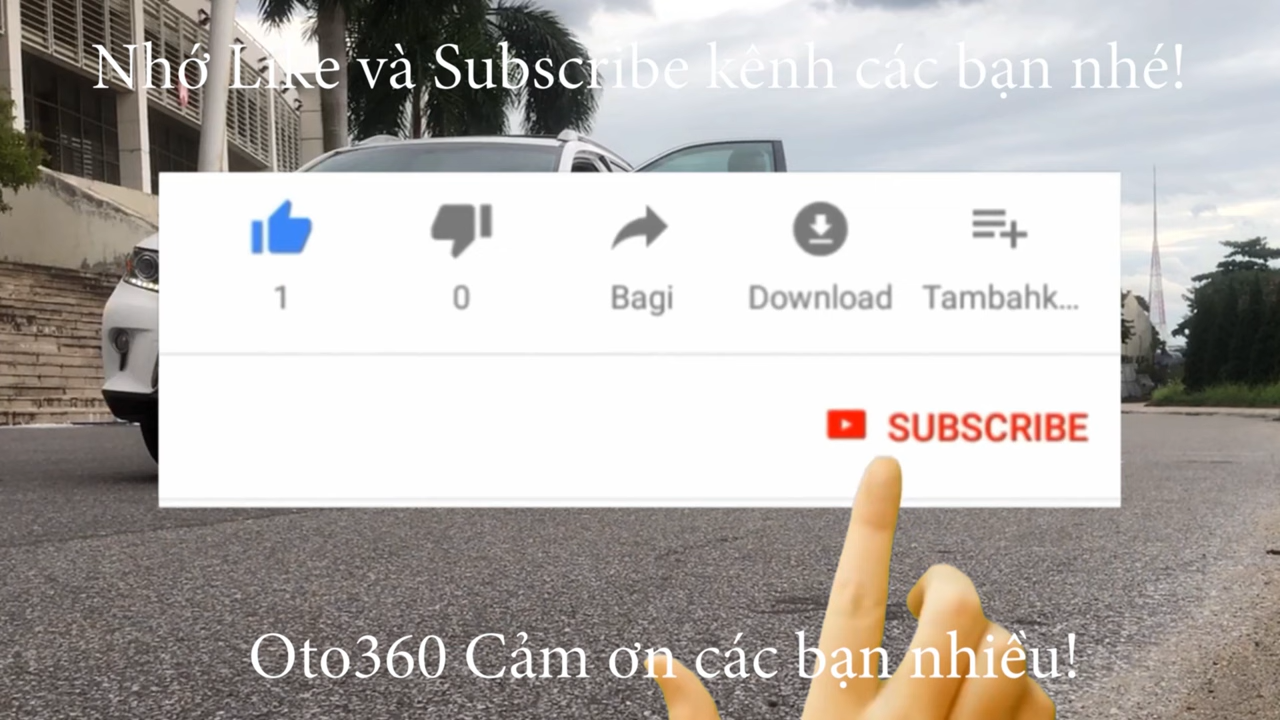 Nhớ Like và Subscribe kênh các bạn nhé!
1 0 Bagi Download Tambahk...
SUBSCRIBE
Oto360 Cảm ơn các bạn nhiều!